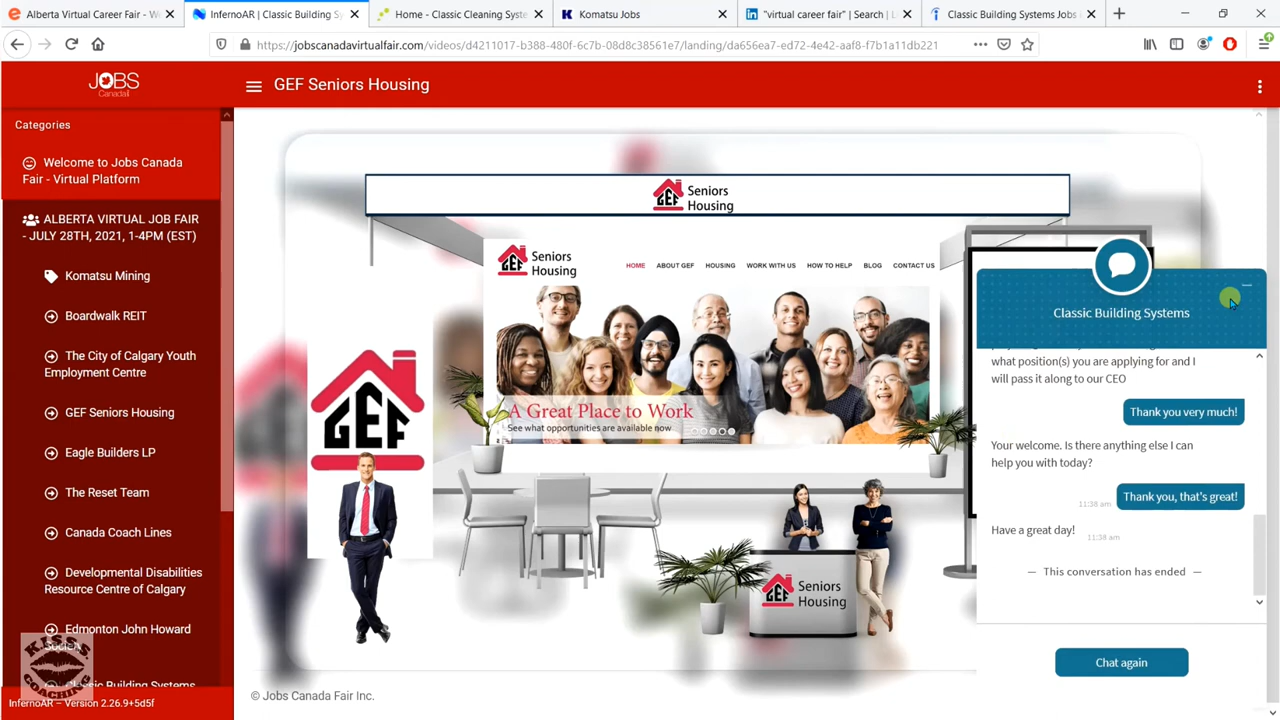 Alberta Virtual Career Fair - W
InfernoAR | Classic Building S
Home - Classic Cleaning Syste
Komatsu Jobs
"virtual career fair" | Search | L
Classic Building Systems Jobs
https://jobscanadavirtualfair.com/videos/d4211017-b388-480f-6c7b-08d8c38561e7/landing/da656ea7-ed72-4e42-aaf8-f7b1a11db221
JOBS
Canada
GEF Seniors Housing
Categories
Welcome to Jobs Canada
Fair - Virtual Platform
ALBERTA VIRTUAL JOB FAIR
- JULY 28TH, 2021, 1-4PM (EST)
Komatsu Mining
Boardwalk REIT
The City of Calgary Youth
Employment Centre
GEF Seniors Housing
Eagle Builders LP
The Reset Team
Canada Coach Lines
Developmental Disabilities
Resource Centre of Calgary
Edmonton John Howard
Society
Classic Building Systems
K.I.S.S.
COACHING
InfernoAR – Version 2.26.9+5d5f
GEF Seniors
Housing
GEF Seniors
Housing
HOME ABOUT GEF HOUSING WORK WITH US HOW TO HELP BLOG CONTACT US
A Great Place to Work
See what opportunities are available now
GEF
GEF Seniors
Housing
© Jobs Canada Fair Inc.
Classic Building Systems
what position(s) you are applying for and I
will pass it along to our CEO
Thank you very much!
Your welcome. Is there anything else I can
help you with today?
11:38 am Thank you, that's great!
Have a great day! 11:38 am
— This conversation has ended —
Chat again